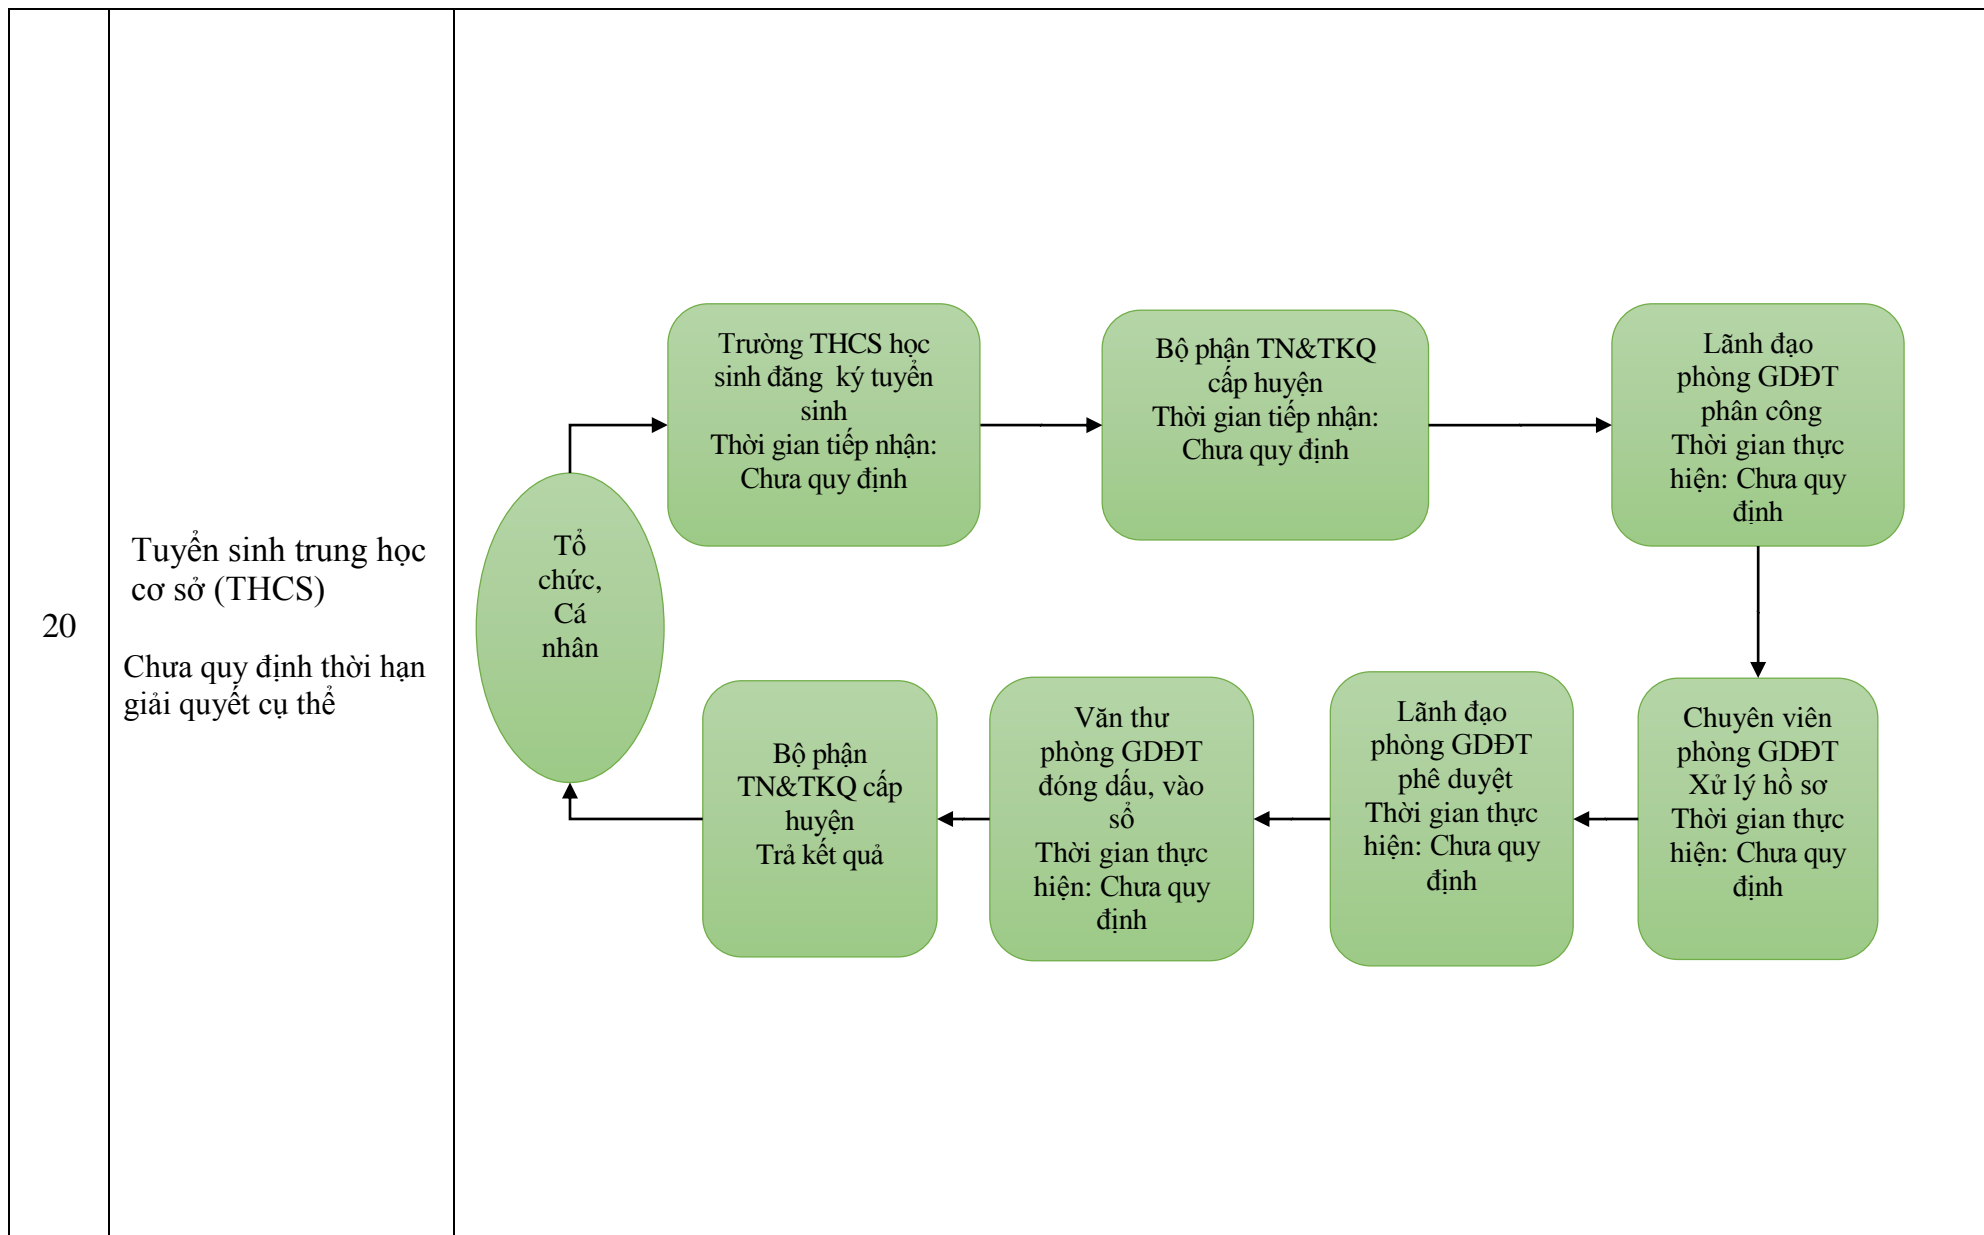 20
Tuyển sinh trung học
cơ sở (THCS)
Chưa quy định thời hạn
giải quyết cụ thể
Tổ
chức,
Cá
nhân
Trường THCS học
sinh đăng  ký tuyển
sinh
Thời gian tiếp nhận:
Chưa quy định
Bộ phận TN&TKQ
cấp huyện
Thời gian tiếp nhận:
Chưa quy định
Lãnh đạo
phòng GDĐT
phân công
Thời gian thực
hiện: Chưa quy
định
Chuyên viên
phòng GDĐT
Xử lý hồ sơ
Thời gian thực
hiện: Chưa quy
định
Lãnh đạo
phòng GDĐT
phê duyệt
Thời gian thực
hiện: Chưa quy
định
Văn thư
phòng GDĐT
đóng dấu, vào
sổ
Thời gian thực
hiện: Chưa quy
định
Bộ phận
TN&TKQ cấp
huyện
Trả kết quả